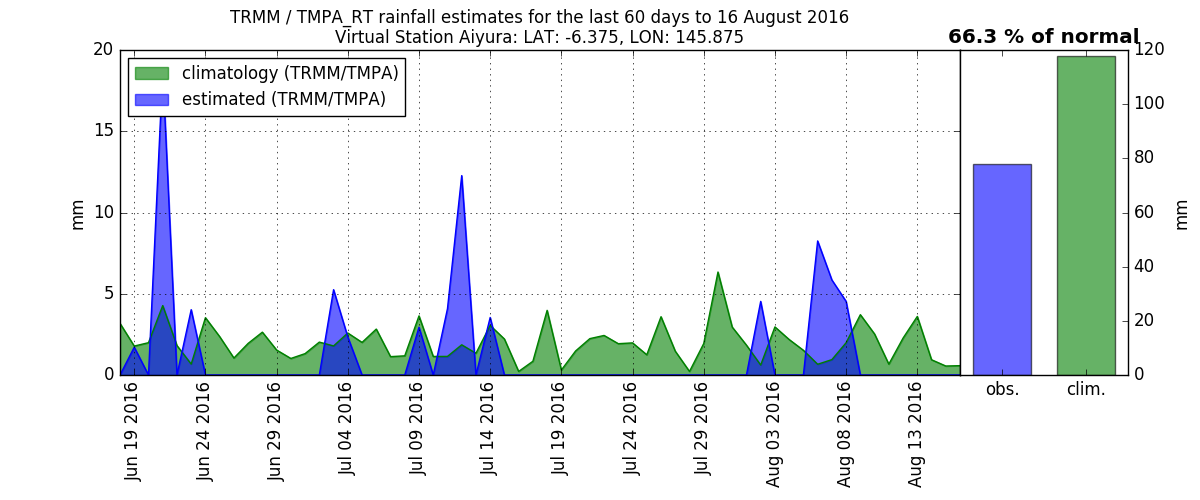 TRMM / TMPA_RT rainfall estimates for the last 60 days to 16 August 2016
Virtual Station Aiyura: LAT: -6.375, LON: 145.875
66.3 % of normal
climatology (TRMM/TMPA)
estimated (TRMM/TMPA)
20
15
10
5
0
mm
Jun 19 2016
Jun 24 2016
Jun 29 2016
Jul 04 2016
Jul 09 2016
Jul 14 2016
Jul 19 2016
Jul 24 2016
Jul 29 2016
Aug 03 2016
Aug 08 2016
Aug 13 2016
obs.
clim.
120
100
80
60
40
20
0
mm